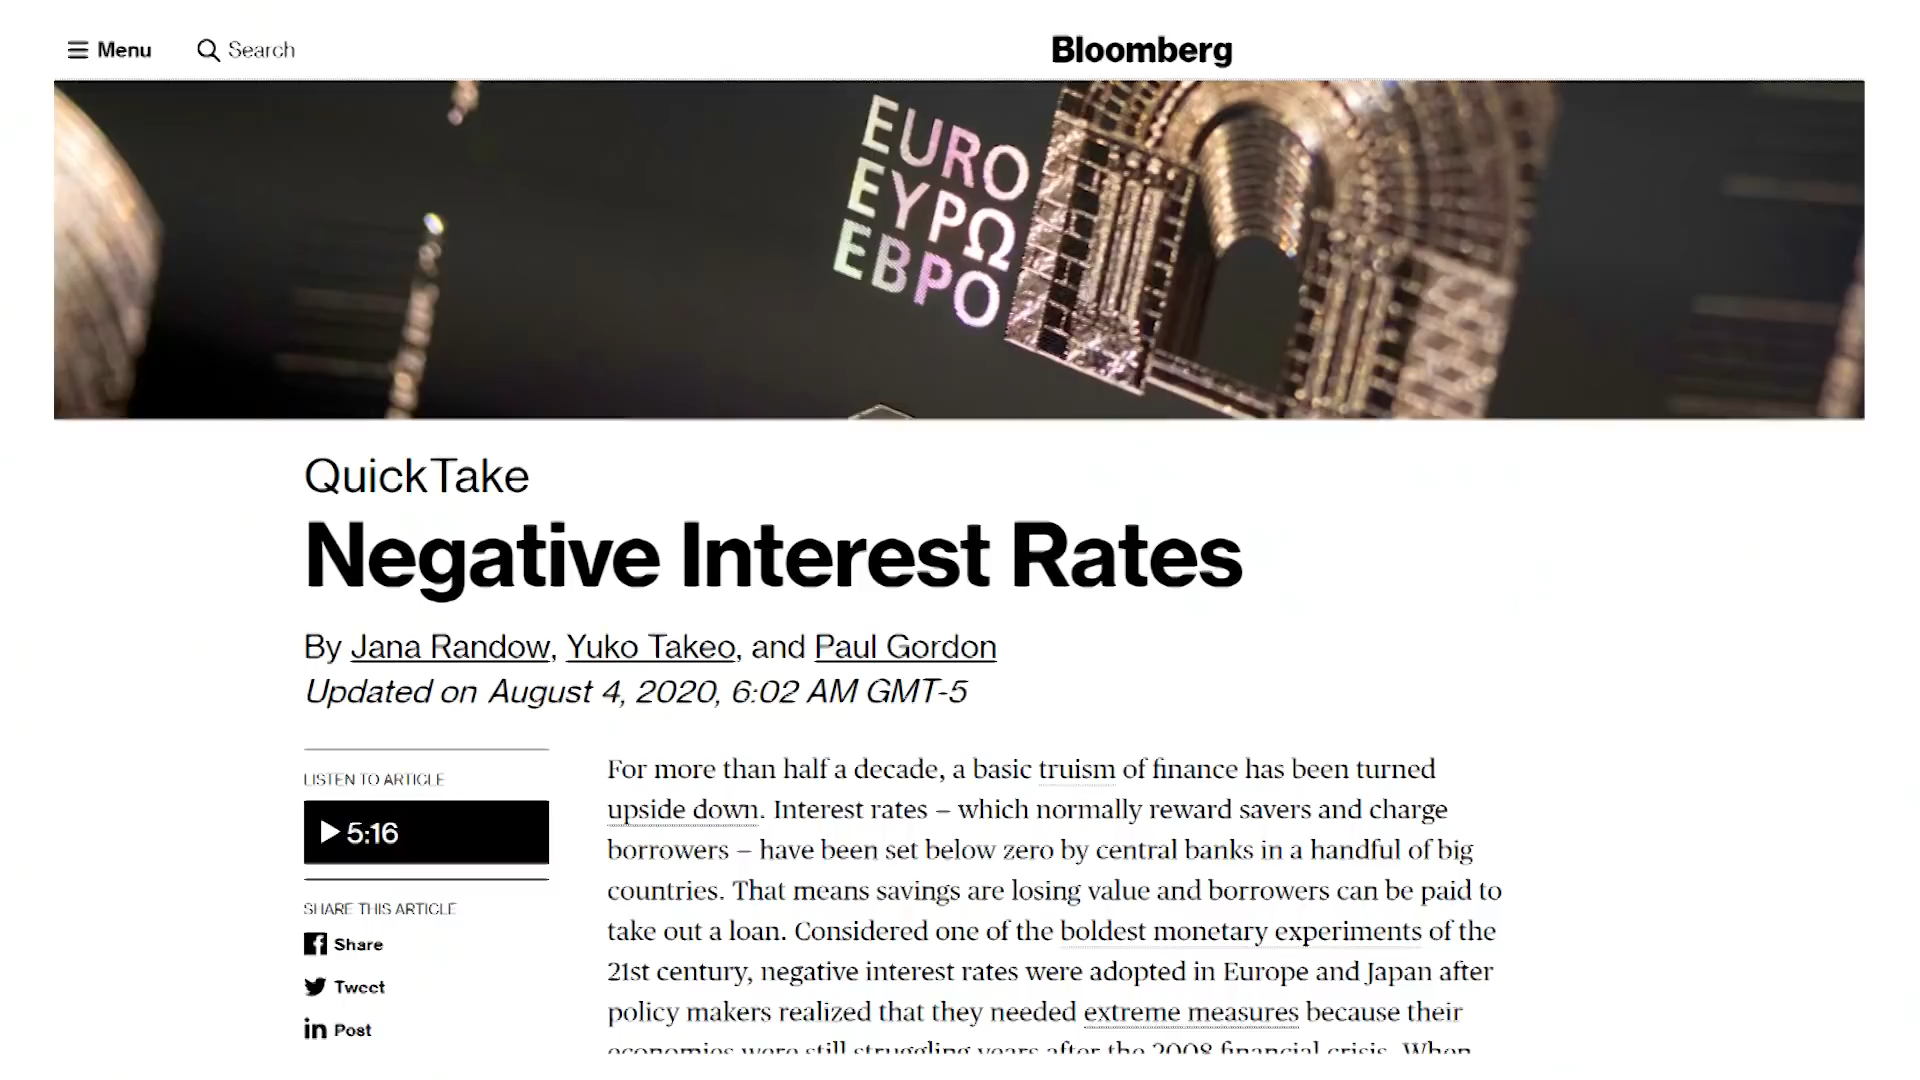 Menu
Search
Bloomberg
EURO
ΕΥΡΩ
ЕВРО
QuickTake
Negative Interest Rates
By Jana Randow, Yuko Takeo, and Paul Gordon
Updated on August 4, 2020, 6:02 AM GMT-5
LISTEN TO ARTICLE
5:16
SHARE THIS ARTICLE
Share
Tweet
Post
For more than half a decade, a basic truism of finance has been turned
upside down. Interest rates – which normally reward savers and charge
borrowers – have been set below zero by central banks in a handful of big
countries. That means savings are losing value and borrowers can be paid to
take out a loan. Considered one of the boldest monetary experiments of the
21st century, negative interest rates were adopted in Europe and Japan after
policy makers realized that they needed extreme measures because their
economies were still struggling years after the 2008 financial crisis. When